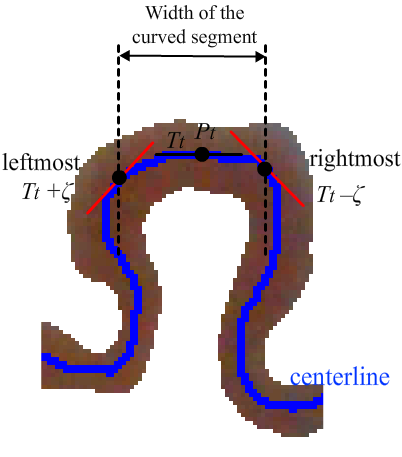 Width of the
curved segment
Tt Pt
leftmost
Tt +ζ
rightmost
Tt –ζ
centerline